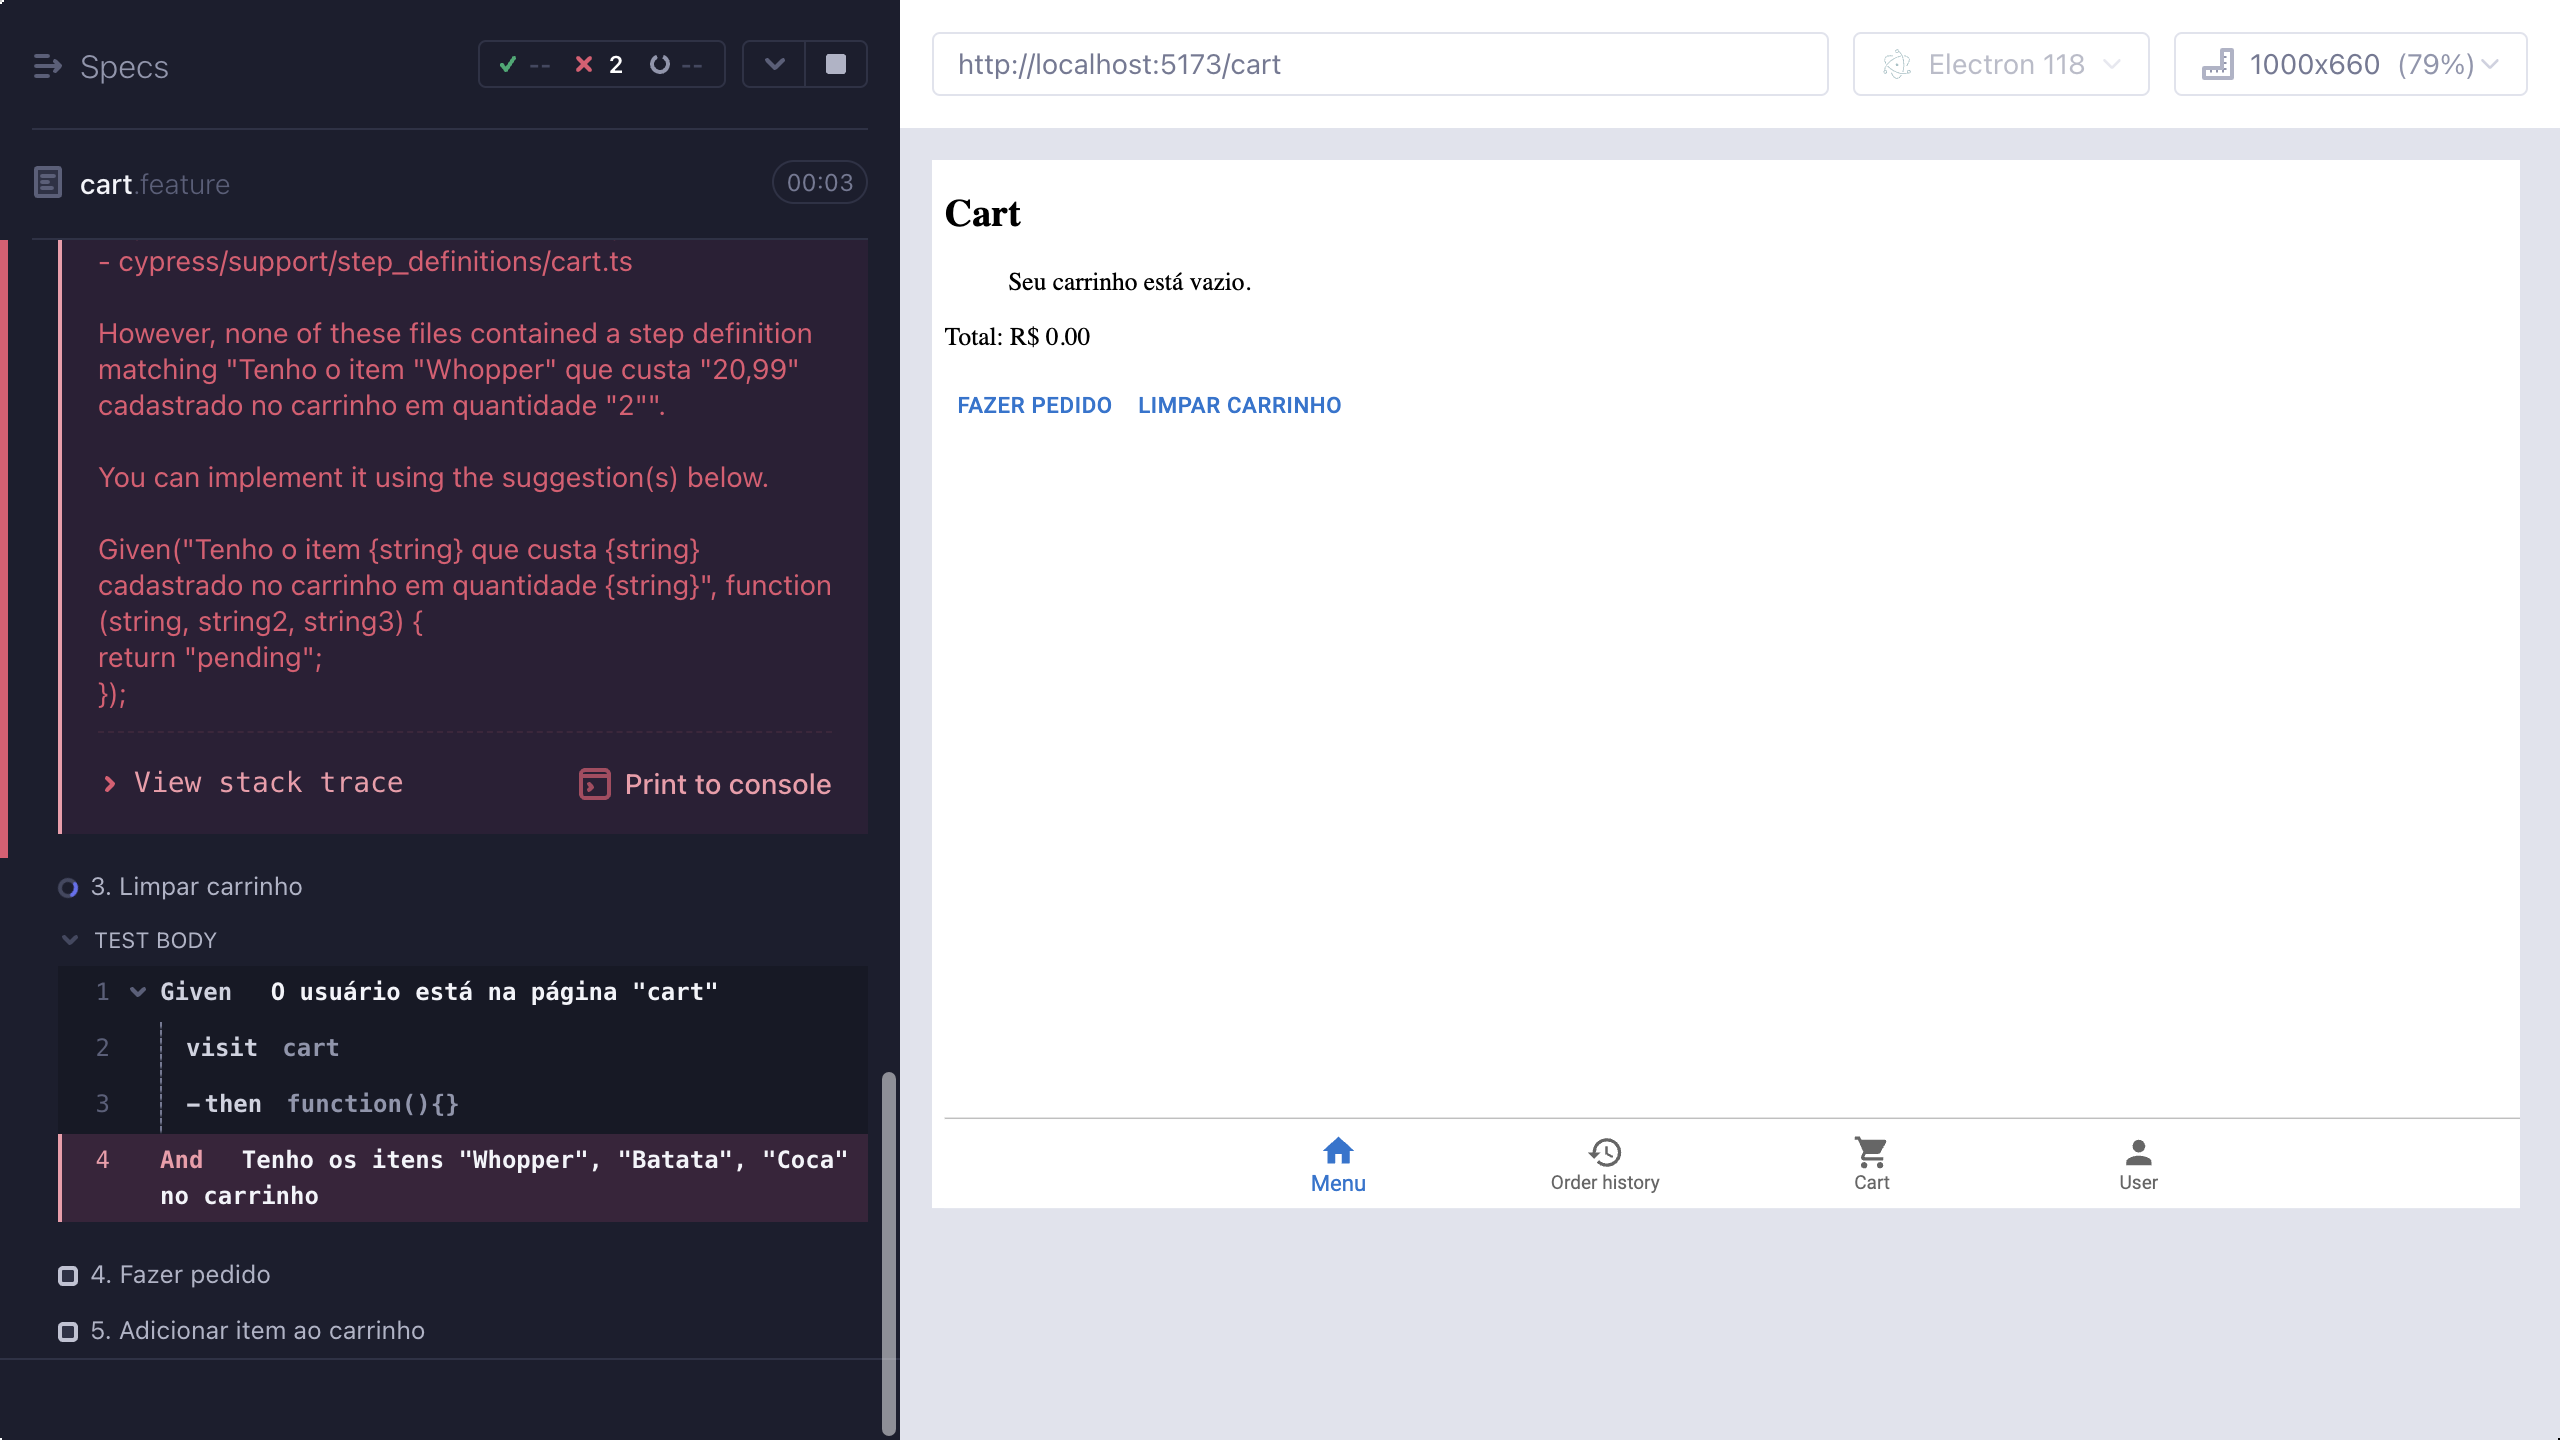 Specs
-- 2 --
cart.feature
00:03
- cypress/support/step_definitions/cart.ts
However, none of these files contained a step definition
matching "Tenho o item "Whopper" que custa "20,99"
cadastrado no carrinho em quantidade "2"".
You can implement it using the suggestion(s) below.
Given("Tenho o item {string} que custa {string}
cadastrado no carrinho em quantidade {string}", function
(string, string2, string3) {
return "pending";
});
View stack trace
Print to console
3. Limpar carrinho
TEST BODY
1 Given O usuário está na página "cart"
2 visit cart
3 -then function(){}
4 And Tenho os itens "Whopper", "Batata", "Coca"
no carrinho
4. Fazer pedido
5. Adicionar item ao carrinho
http://localhost:5173/cart
Electron 118
1000x660 (79%)
Cart
Seu carrinho está vazio.
Total: R$ 0.00
FAZER PEDIDO LIMPAR CARRINHO
Menu
Order history
Cart
User